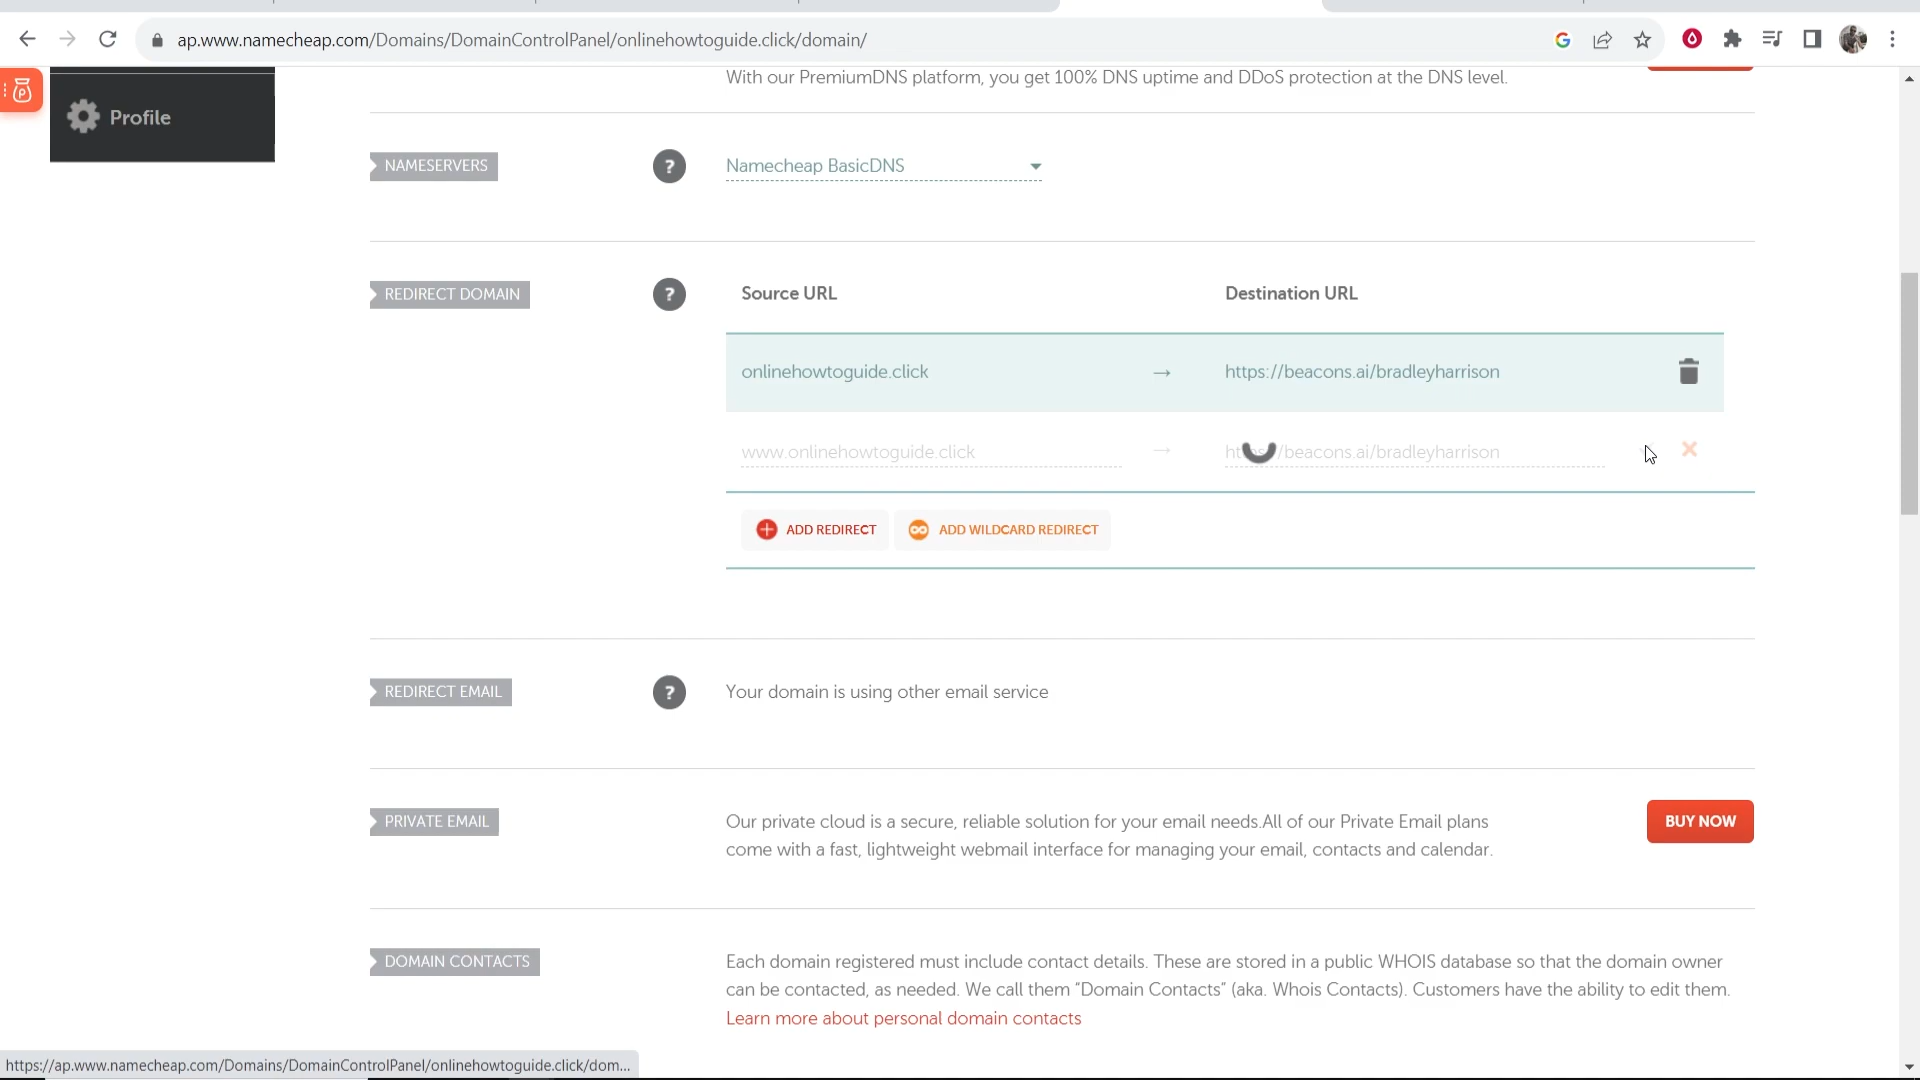 ap.www.namecheap.com/Domains/DomainControlPanel/onlinehowtoguide.click/domain/
With our PremiumDNS platform, you get 100% DNS uptime and DDoS protection at the DNS level.
Profile
NAMESERVERS
?
Namecheap BasicDNS
REDIRECT DOMAIN
?
Source URL
Destination URL
onlinehowtoguide.click
→
https://beacons.ai/bradleyharrison
www.onlinehowtoguide.click
→
/beacons.ai/bradleyharrison
ADD REDIRECT
ADD WILDCARD REDIRECT
REDIRECT EMAIL
?
Your domain is using other email service
PRIVATE EMAIL
Our private cloud is a secure, reliable solution for your email needs.All of our Private Email plans
come with a fast, lightweight webmail interface for managing your email, contacts and calendar.
BUY NOW
DOMAIN CONTACTS
Each domain registered must include contact details. These are stored in a public WHOIS database so that the domain owner
can be contacted, as needed. We call them “Domain Contacts” (aka. Whois Contacts). Customers have the ability to edit them.
Learn more about personal domain contacts
https://ap.www.namecheap.com/Domains/DomainControlPanel/onlinehowtoguide.click/dom...